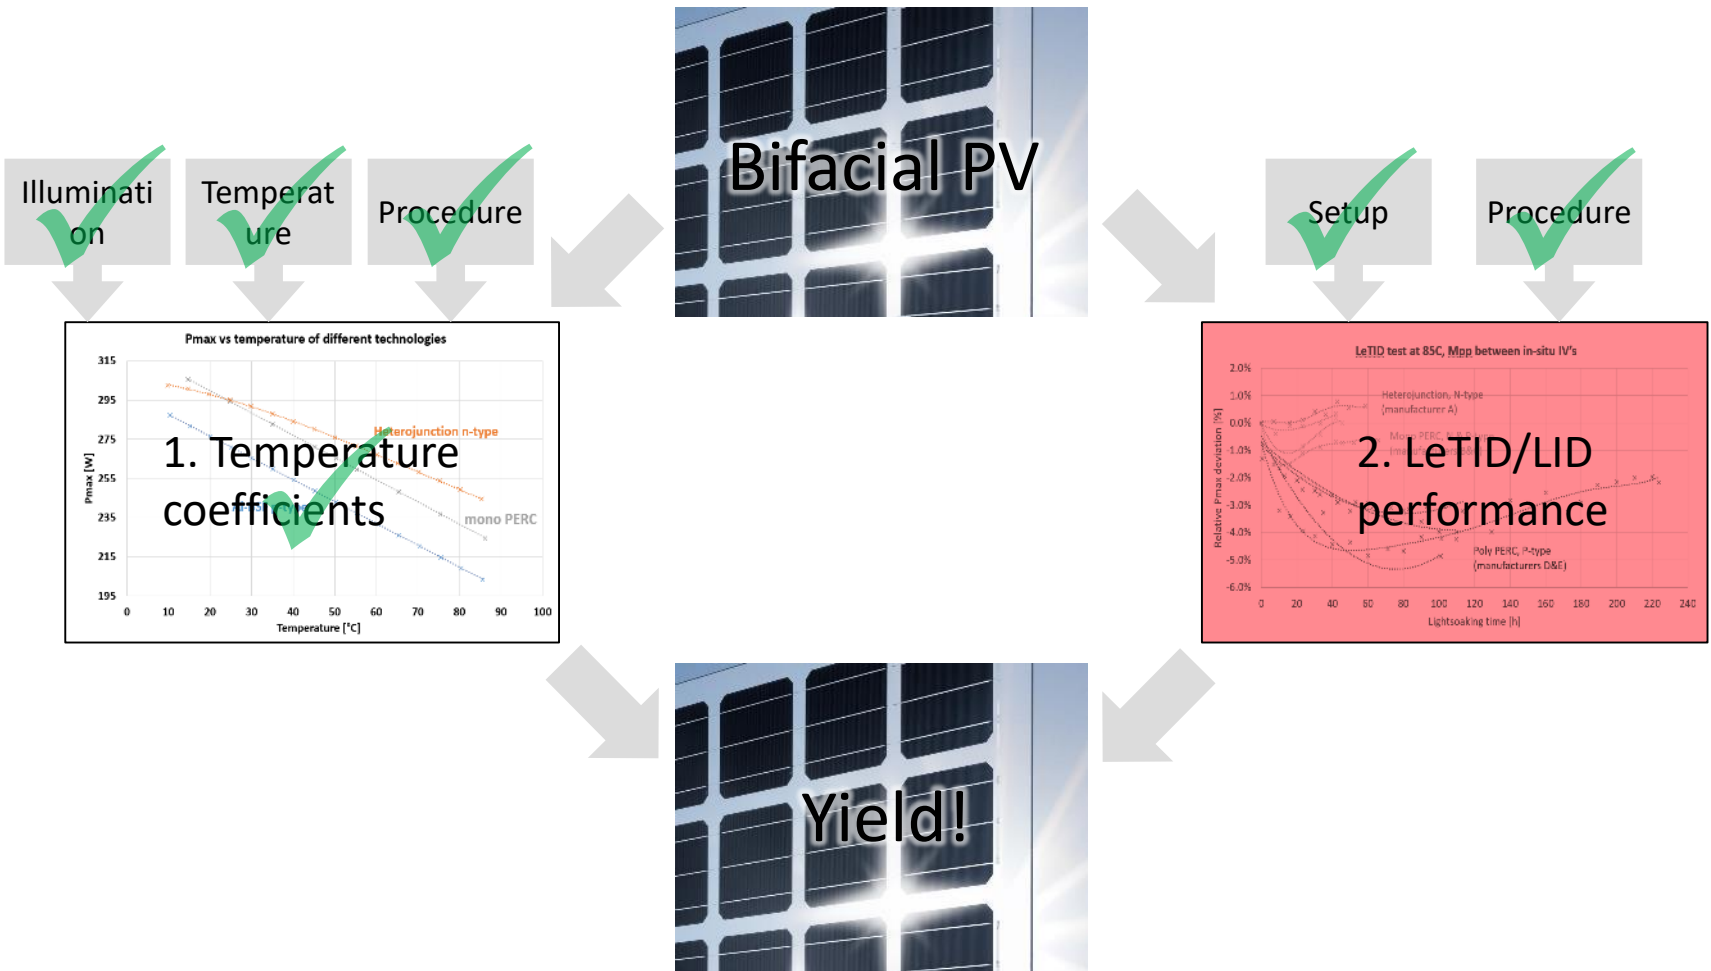 Bifacial PV
Illuminati
on
Temperat
ure
Procedure
Setup
Procedure
Pmax vs temperature of different technologies
Pmax [W]
315
295
275
255
235
215
195
0 10 20 30 40 50 60 70 80 90 100
Temperature [°C]
Heterojunction n-type
mono PERC
1. Temperature
coefficients
LeTID test at 85C, Mpp between in-situ IV's
Relative Pmax deviation [%]
2.0%
1.0%
0.0%
-1.0%
-2.0%
-3.0%
-4.0%
-5.0%
-6.0%
0 20 40 60 80 100 120 140 160 180 200 220 240
Lightsoaking time [h]
Heterojunction, N-type
(manufacturer A)
Mono PERC, N & P-type
Poly PERC, P-type
(manufacturers D&E)
2. LeTID/LID
performance
Yield!